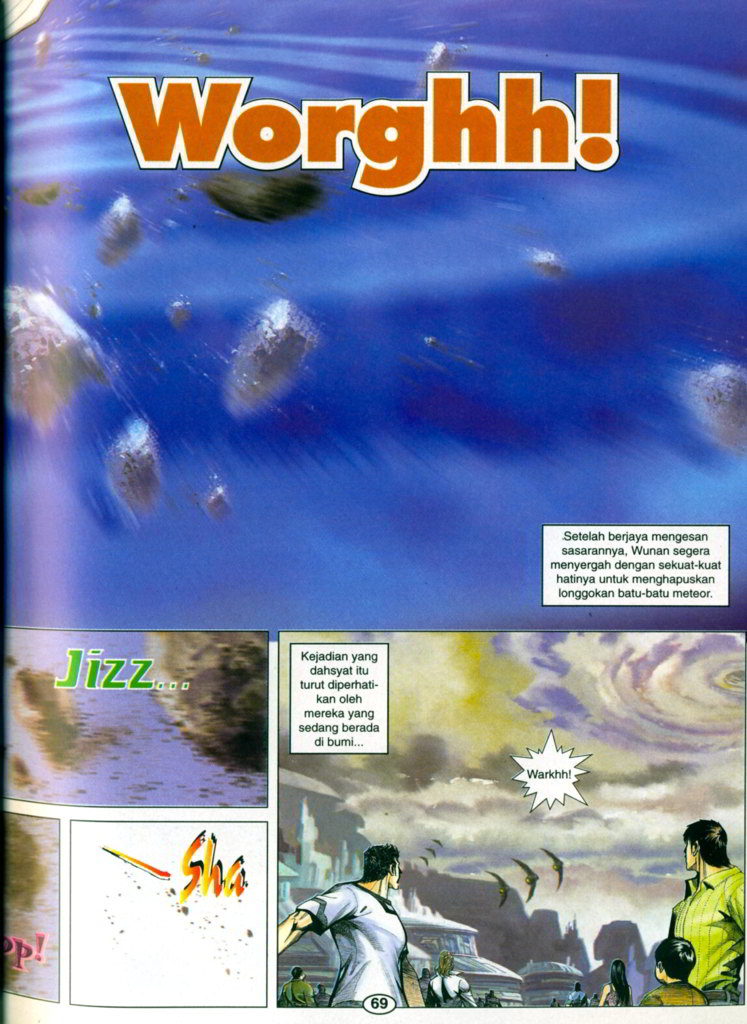 Worghh!
Setelah berjaya mengesan
sasarannya, Wunan segera
menyergah dengan sekuat-kuat
hatinya untuk menghapuskan
longgokan batu-batu meteor.
Jizz...
Kejadian yang
dahsyat itu
turut diperhati-
kan oleh
mereka yang
sedang berada
di bumi...
Warkhh!
Sha
69